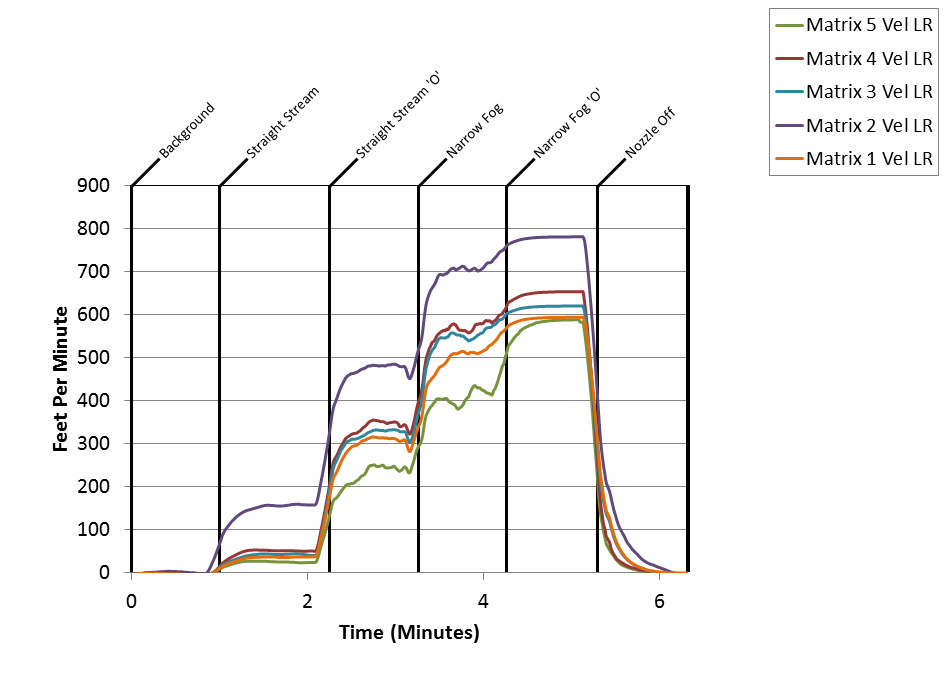 Matrix 5 Vel LR
Matrix 4 Vel LR
Matrix 3 Vel LR
Matrix 2 Vel LR
Matrix 1 Vel LR
Background
Straight Stream
Straight Stream 'O'
Narrow Fog
Narrow Fog 'O'
Nozzle Off
Feet Per Minute
900
800
700
600
500
400
300
200
100
0
0 2 4 6
Time (Minutes)